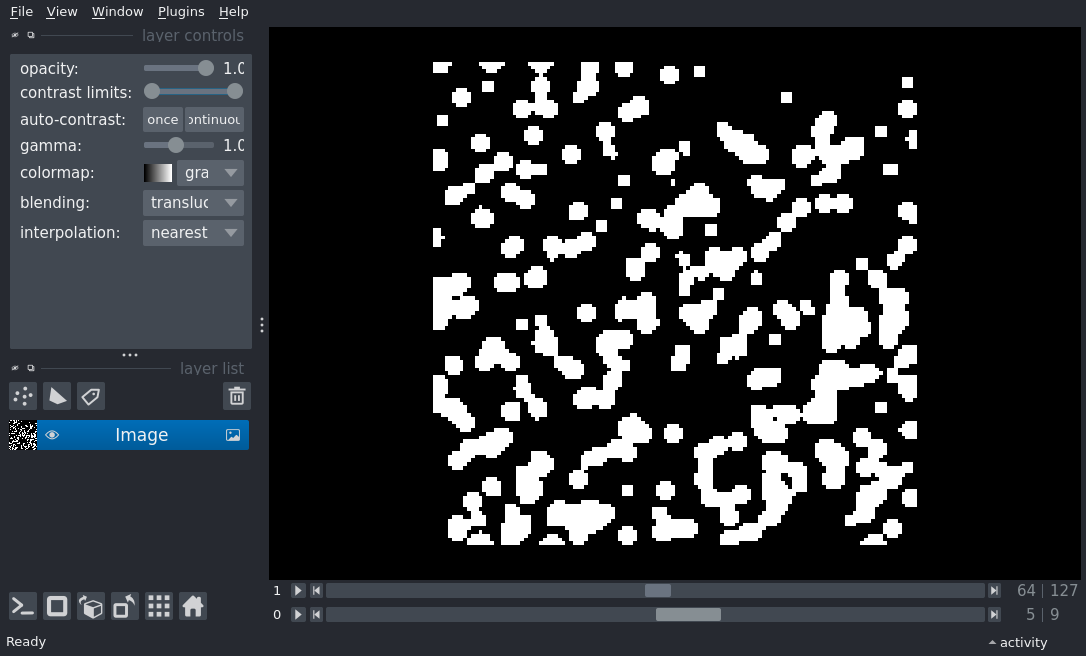 File View Window Plugins Help
layer controls
opacity: 1.0
contrast limits:
auto-contrast: once ontinuou
gamma: 1.0
colormap: gra
blending: transluc
interpolation: nearest
layer list
Image
1 64 127
0 5 9
Ready activity